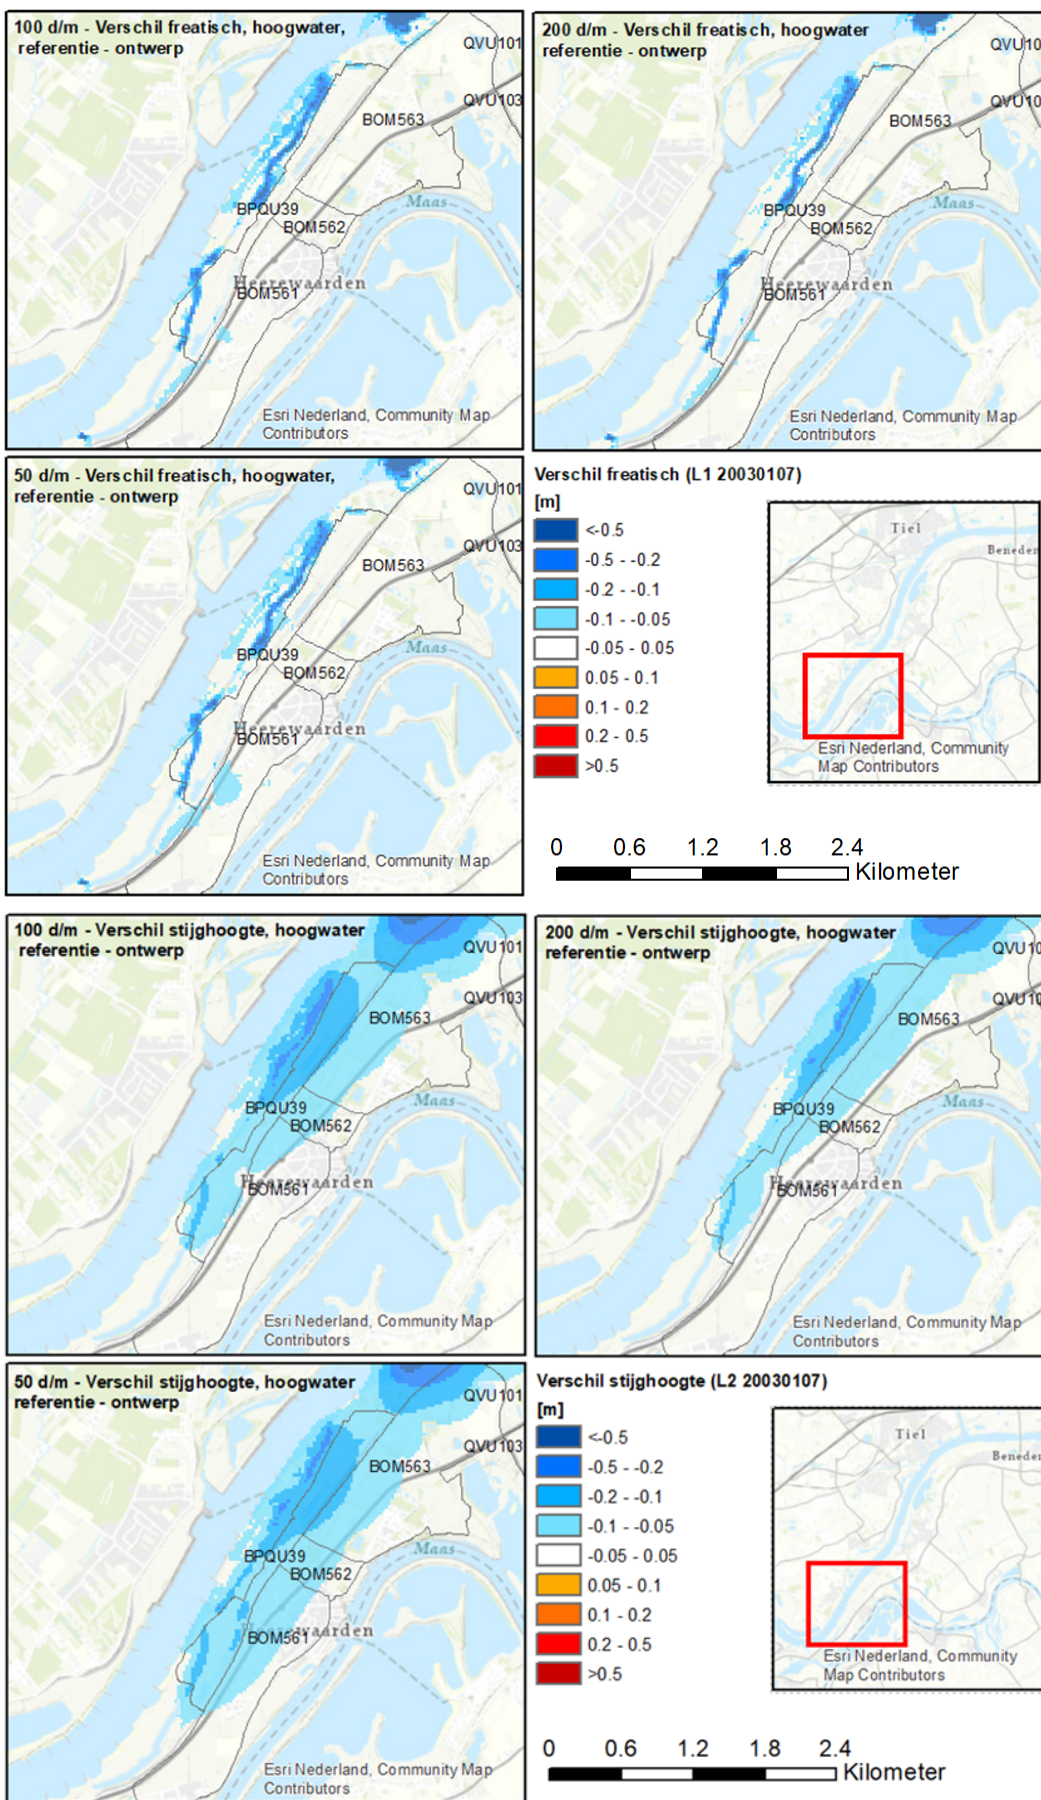 100 d/m - Verschil freatisch, hoogwater,
referentie - ontwerp
QVU101
QVU103
BOM563
Maas
BPQU39
BOM562
Heerewaarden
BOM561
Esri Nederland, Community Map
Contributors
200 d/m - Verschil freatisch, hoogwater
referentie - ontwerp
QVU10
QVU10
BOM563
Maas
BPQU39
BOM562
Heerewaarden
BOM561
Esri Nederland, Community Map
Contributors
50 d/m - Verschil freatisch, hoogwater,
referentie - ontwerp
QVU101
QVU103
BOM563
Maas
BPQU39
BOM562
Heerewaarden
BOM561
Esri Nederland, Community Map
Contributors
Verschil freatisch (L1 20030107)
[m]
<-0.5
-0.5 - -0.2
-0.2 - -0.1
-0.1 - -0.05
-0.05 - 0.05
0.05 - 0.1
0.1 - 0.2
0.2 - 0.5
>0.5
Tiel
Beneden
Esri Nederland, Community
Map Contributors
0 0.6 1.2 1.8 2.4
Kilometer
100 d/m - Verschil stijghoogte, hoogwater
referentie - ontwerp
QVU101
QVU103
BOM563
Maas
BPQU39
BOM562
Heerewaarden
BOM561
Esri Nederland, Community Map
Contributors
200 d/m - Verschil stijghoogte, hoogwater
referentie - ontwerp
QVU10
QVU10
BOM563
Maas
BPQU39
BOM562
Heerewaarden
BOM561
Esri Nederland, Community Map
Contributors
50 d/m - Verschil stijghoogte, hoogwater
referentie - ontwerp
QVU101
QVU103
BOM563
Maas
BPQU39
BOM562
Heerewaarden
BOM561
Esri Nederland, Community Map
Contributors
Verschil stijghoogte (L2 20030107)
[m]
<-0.5
-0.5 - -0.2
-0.2 - -0.1
-0.1 - -0.05
-0.05 - 0.05
0.05 - 0.1
0.1 - 0.2
0.2 - 0.5
>0.5
Tiel
Beneden
Esri Nederland, Community
Map Contributors
0 0.6 1.2 1.8 2.4
Kilometer